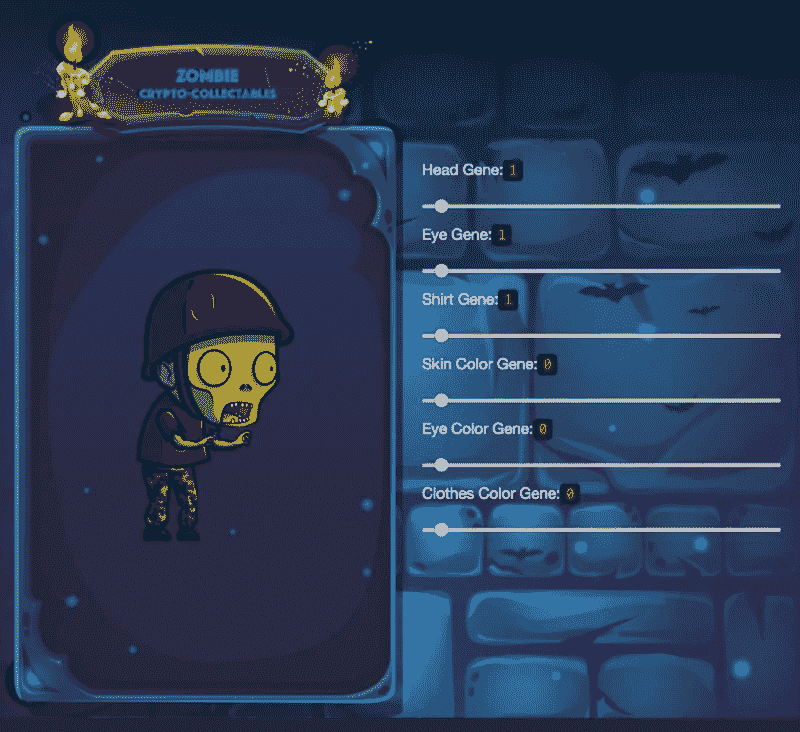 ZOMBIE
CRYPTO-COLLECTABLES
Head Gene: 1
Eye Gene: 1
Shirt Gene: 1
Skin Color Gene: 0
Eye Color Gene: 0
Clothes Color Gene: 0